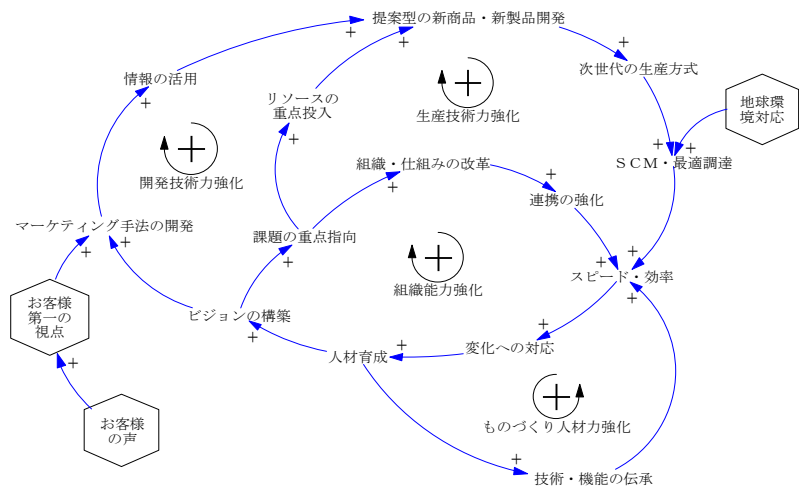 提案型の新商品・新製品開発
+
+
+
情報の活用
+
次世代の生産方式
リソースの
重点投入
+
+
生産技術力強化
地球環
境対応
+
開発技術力強化
+
+
組織・仕組みの改革
+
ＳＣＭ・最適調達
+
連携の強化
マーケティング手法の開発
+
+
課題の重点指向
+
+
組織能力強化
+
+
スピード・効率
+
お客様
第一の
視点
ビジョンの構築
+
+
変化への対応
+
人材育成
+
+
お客様
の声
ものづくり人材力強化
+
技術・機能の伝承